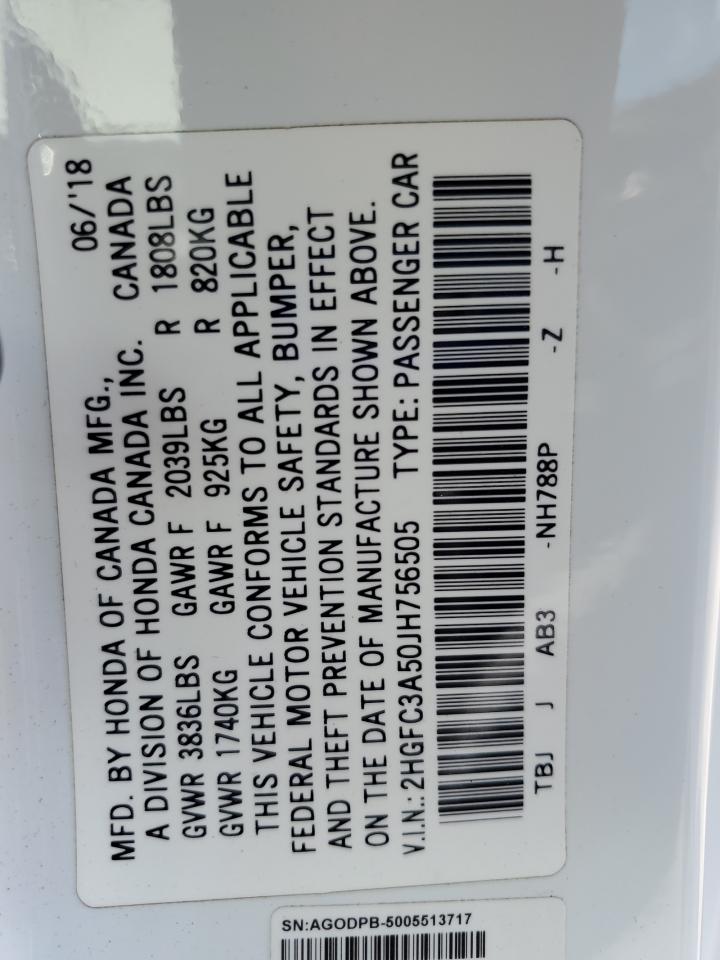 MFD. BY HONDA OF CANADA MFG., 06/'18
A DIVISION OF HONDA CANADA INC. CANADA
GVWR 3836LBS GAWR F 2039LBS R 1808LBS
GVWR 1740KG GAWR F 925KG R 820KG
THIS VEHICLE CONFORMS TO ALL APPLICABLE
FEDERAL MOTOR VEHICLE SAFETY, BUMPER,
AND THEFT PREVENTION STANDARDS IN EFFECT
ON THE DATE OF MANUFACTURE SHOWN ABOVE.
V.I.N.: 2HGFC3A50JH756505 TYPE: PASSENGER CAR
TBJ J AB3 -NH788P -Z -H
SN:AGODPB-5005513717